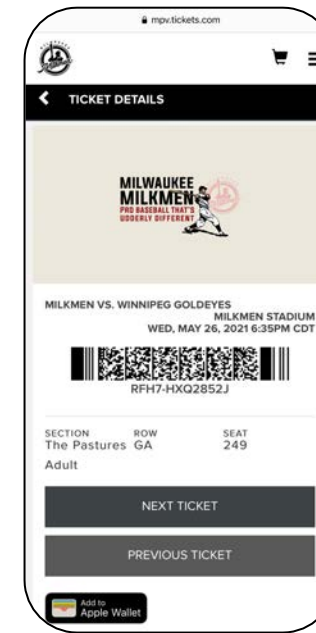 mpv.tickets.com
TICKET DETAILS
MILWAUKEE
MILKMEN
PRO BASEBALL THAT'S
UDDERLY DIFFERENT
MILKMEN VS. WINNIPEG GOLDEYES
MILKMEN STADIUM
WED, MAY 26, 2021 6:35PM CDT
RFH7-HXQ2852J
SECTION ROW SEAT
The Pastures GA 249
Adult
NEXT TICKET
PREVIOUS TICKET
Add to
Apple Wallet